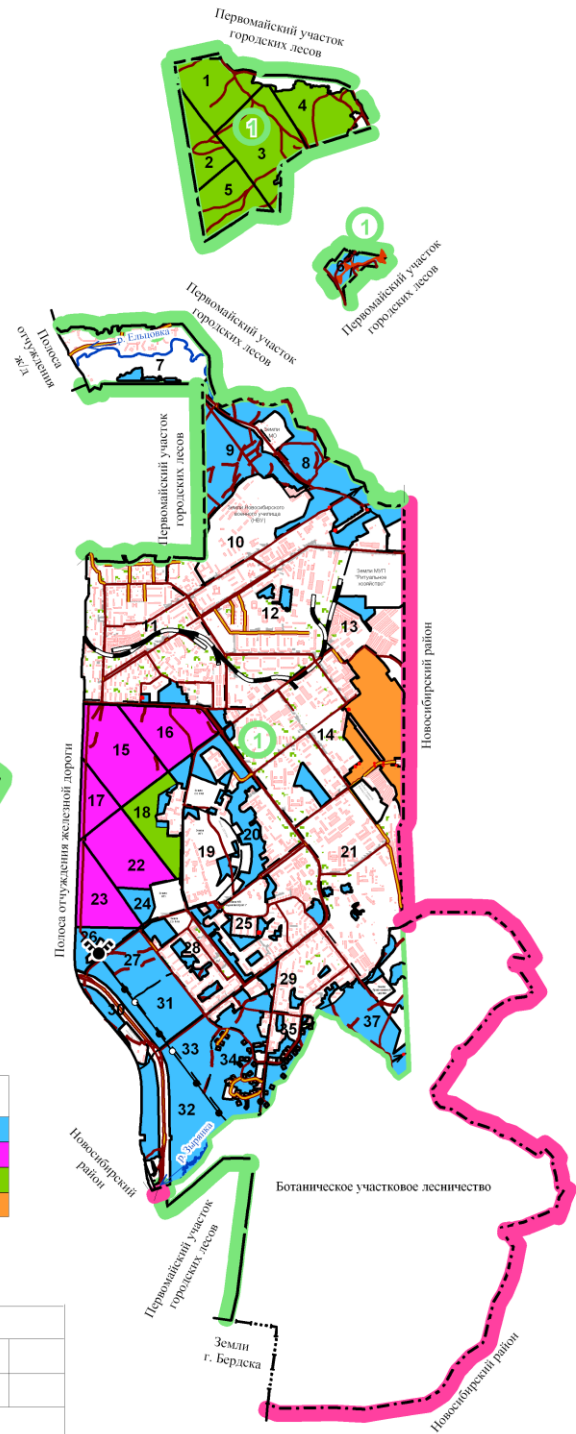 Первомайский участок
городских лесов
1
4
1
2
3
5
1
6
Первомайский участок
городских лесов
Первомайский участок
городских лесов
Полоса
отчуждения
ж/д
р. Ельцовка
7
Первомайский участок
городских лесов
Земли
МО
9
8
Земли Новосибирского
военного училища
(НВУ)
10
Земли МУП
"Ритуальное
хозяйство"
12
11
13
Новосибирский район
Полоса отчуждения железной дороги
16
15
1
14
17
18
20
19
21
22
23
24
25
26
28
27
29
30
31
37
35
33
34
32
р. Зырянка
Новосибирский
район
Ботаническое участковое лесничество
Первомайский участок
городских лесов
Земли
г. Бердска
Новосибирский район